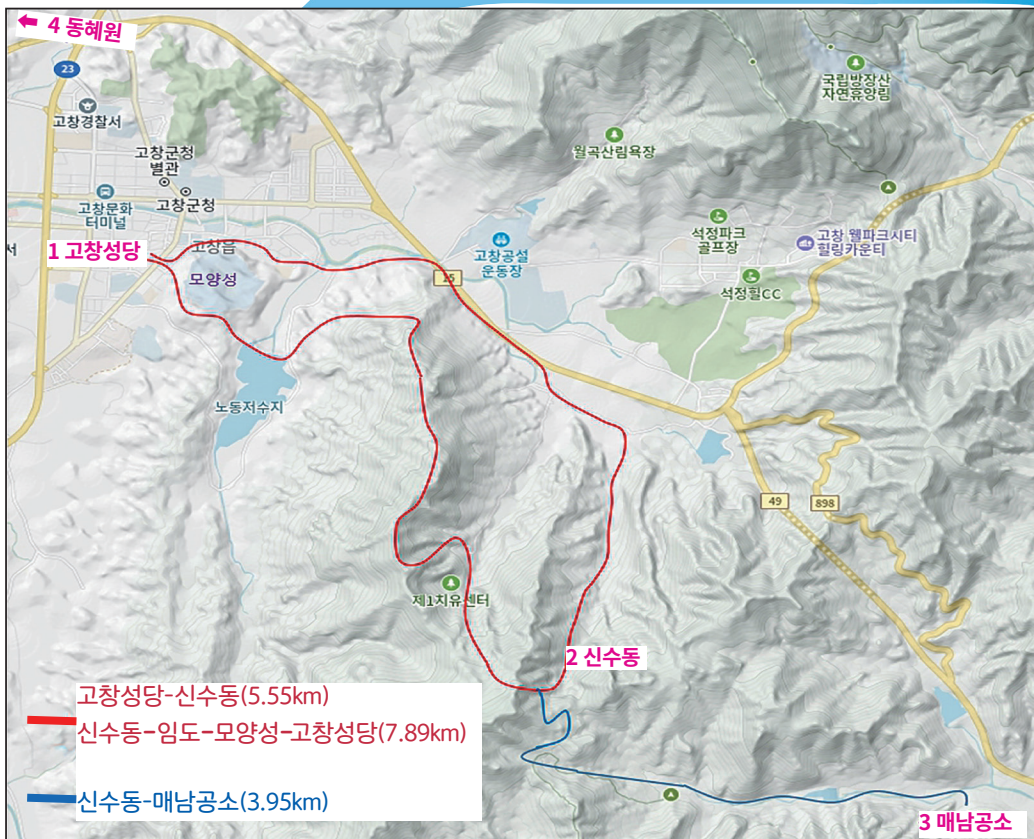 ← 4 동혜원
23
고창경찰서
국립방장산
자연휴양림
고창군청
별관
월곡산림욕장
고창문화
터미널
고창군청
석정파크
골프장
서
1 고창성당
고창읍
고창공설
운동장
고창 웰파크시티
힐링카운티
모양성
15
석정힐CC
노동저수지
49
898
제1치유센터
2 신수동
고창성당-신수동(5.55km)
신수동-임도-모양성-고창성당(7.89km)
신수동-매남공소(3.95km)
3 매남공소